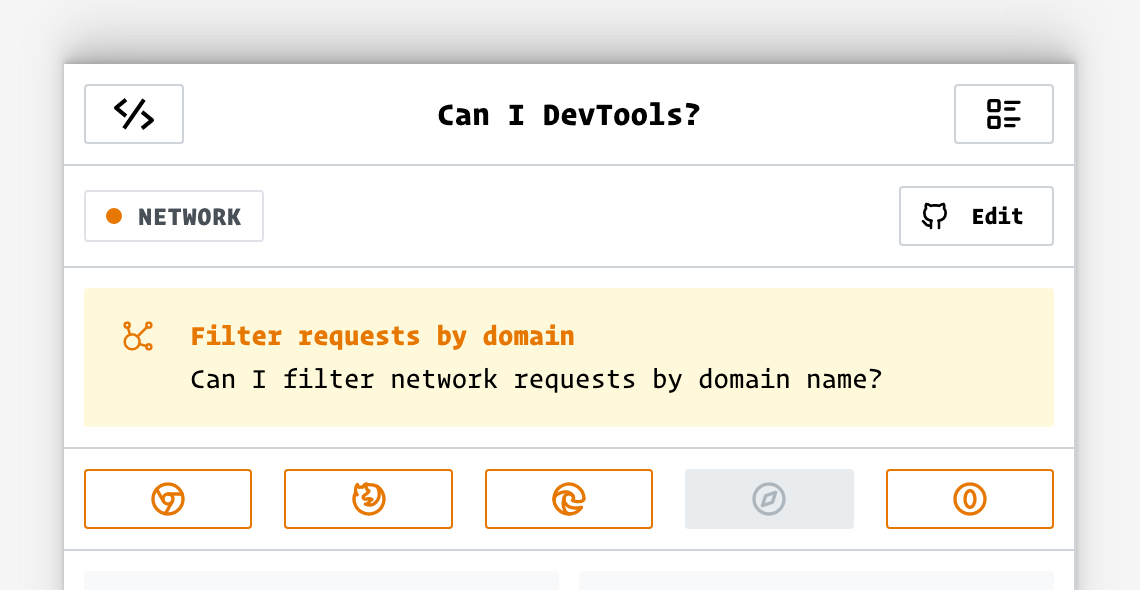 Can I DevTools?
NETWORK
Edit
Filter requests by domain
Can I filter network requests by domain name?